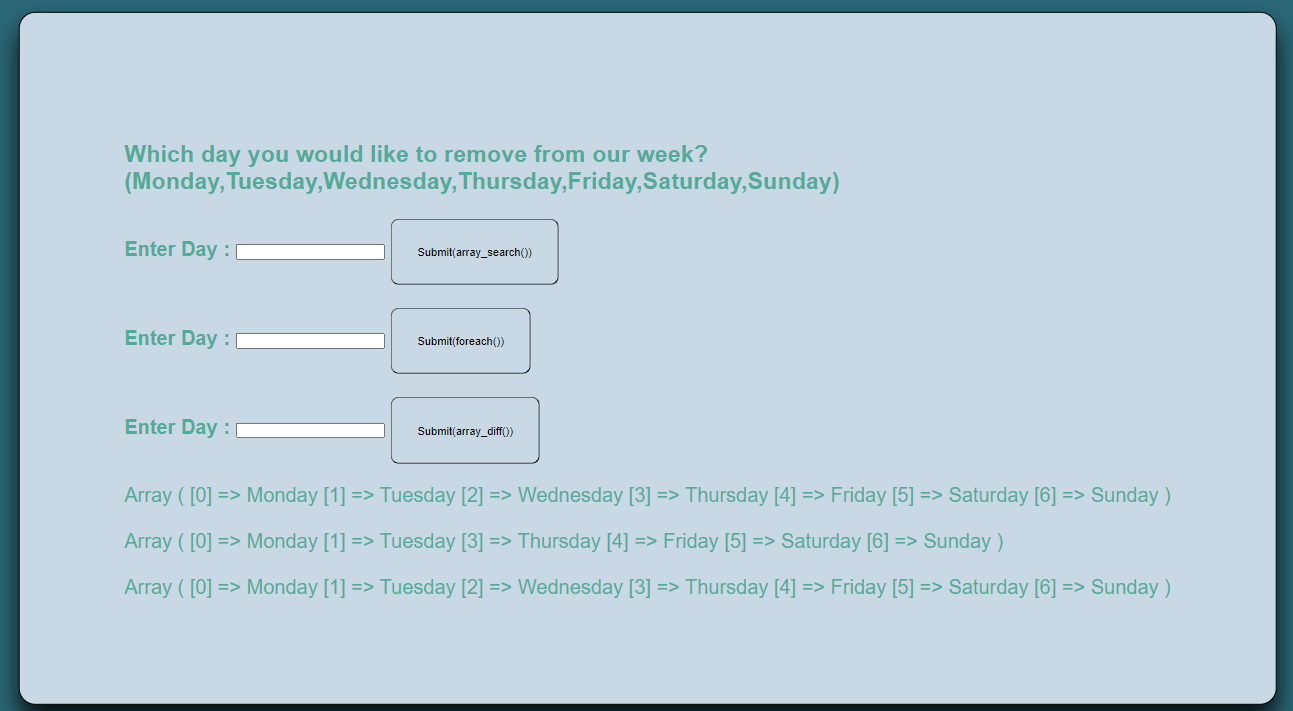 Which day you would like to remove from our week?
(Monday,Tuesday,Wednesday,Thursday,Friday,Saturday,Sunday)
Enter Day : Submit(array_search())
Enter Day : Submit(foreach())
Enter Day : Submit(array_diff())
Array ( [0] => Monday [1] => Tuesday [2] => Wednesday [3] => Thursday [4] => Friday [5] => Saturday [6] => Sunday )
Array ( [0] => Monday [1] => Tuesday [3] => Thursday [4] => Friday [5] => Saturday [6] => Sunday )
Array ( [0] => Monday [1] => Tuesday [2] => Wednesday [3] => Thursday [4] => Friday [5] => Saturday [6] => Sunday )